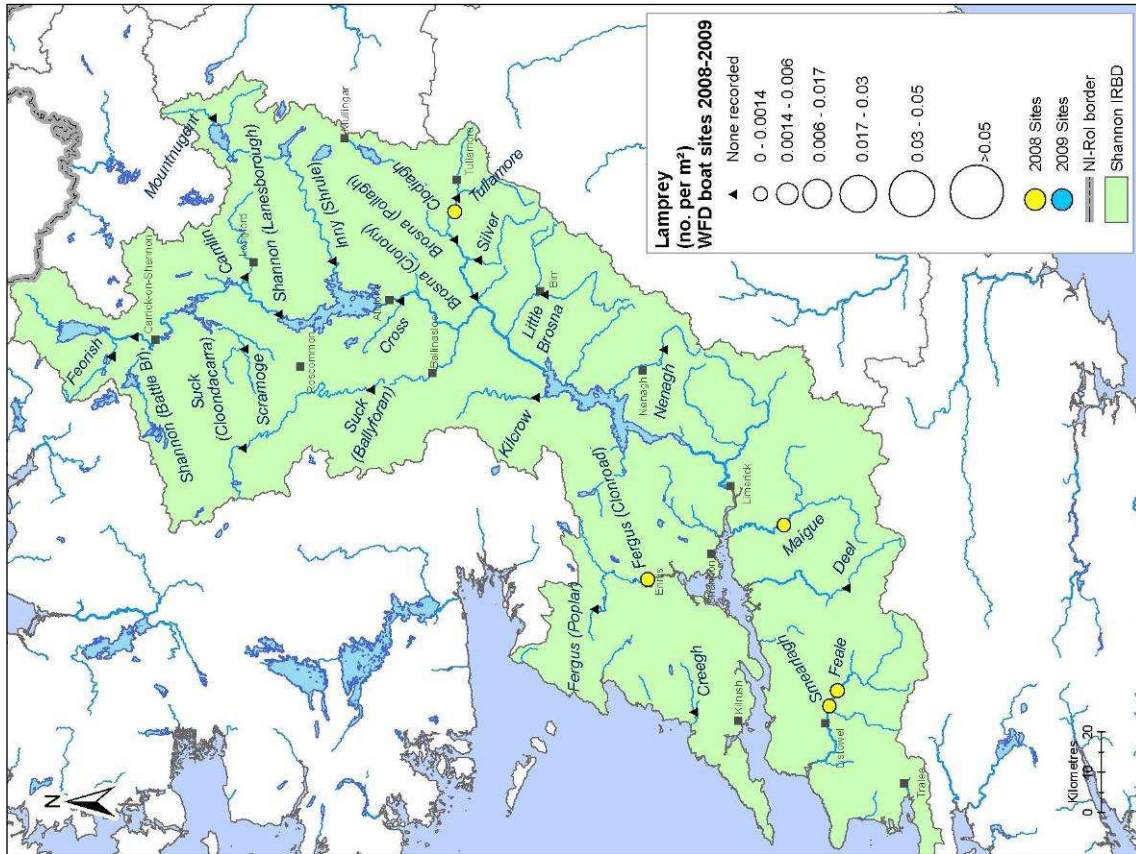 N
Mountnugent
Carrick-on-Shannon
Feorish
Shannon (Battle Br)
Camlin
Longford
Shannon (Lanesborough)
Suck
(Cloondacarra)
Scramoge
Roscommon
Inny (Shrule)
Mullingar
Clodiagh
Tullamore
Tullamore
Brosna (Pollagh)
Brosna (Clonony)
Silver
Athlone
Cross
Ballinasloe
Suck
(Ballyforan)
Birr
Little
Brosna
Kilcrow
Nenagh
Nenagh
Fergus (Clonroad)
Ennis
Fergus (Poplar)
Limerick
Shannon
Maigue
Deel
Creegh
Kilrush
Smearlagh
Feale
Listowel
Tralee
Kilometres
0 10 20
Lamprey
(no. per m²)
WFD boat sites 2008-2009
None recorded
0 - 0.0014
0.0014 - 0.006
0.006 - 0.017
0.017 - 0.03
0.03 - 0.05
>0.05
2008 Sites
2009 Sites
NI-RoI border
Shannon IRBD